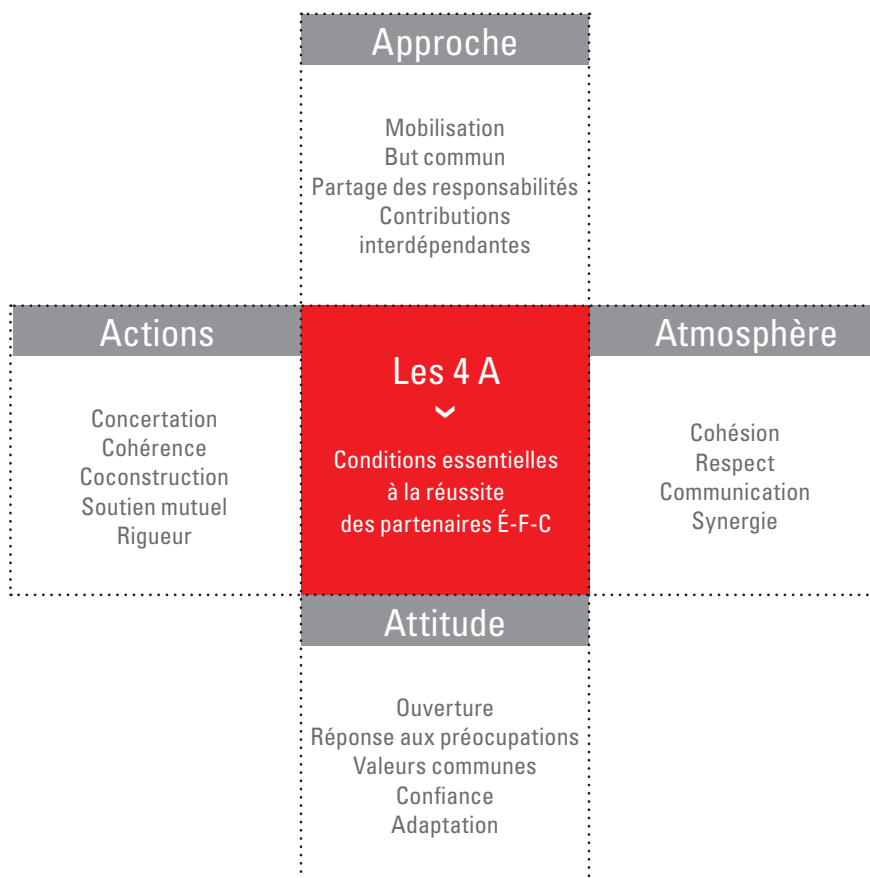 Approche
Mobilisation
But commun
Partage des responsabilités
Contributions
interdépendantes
Actions
Concertation
Cohérence
Coconstruction
Soutien mutuel
Rigueur
Les 4 A
Conditions essentielles
à la réussite
des partenaires É-F-C
Atmosphère
Cohésion
Respect
Communication
Synergie
Attitude
Ouverture
Réponse aux préocupations
Valeurs communes
Confiance
Adaptation